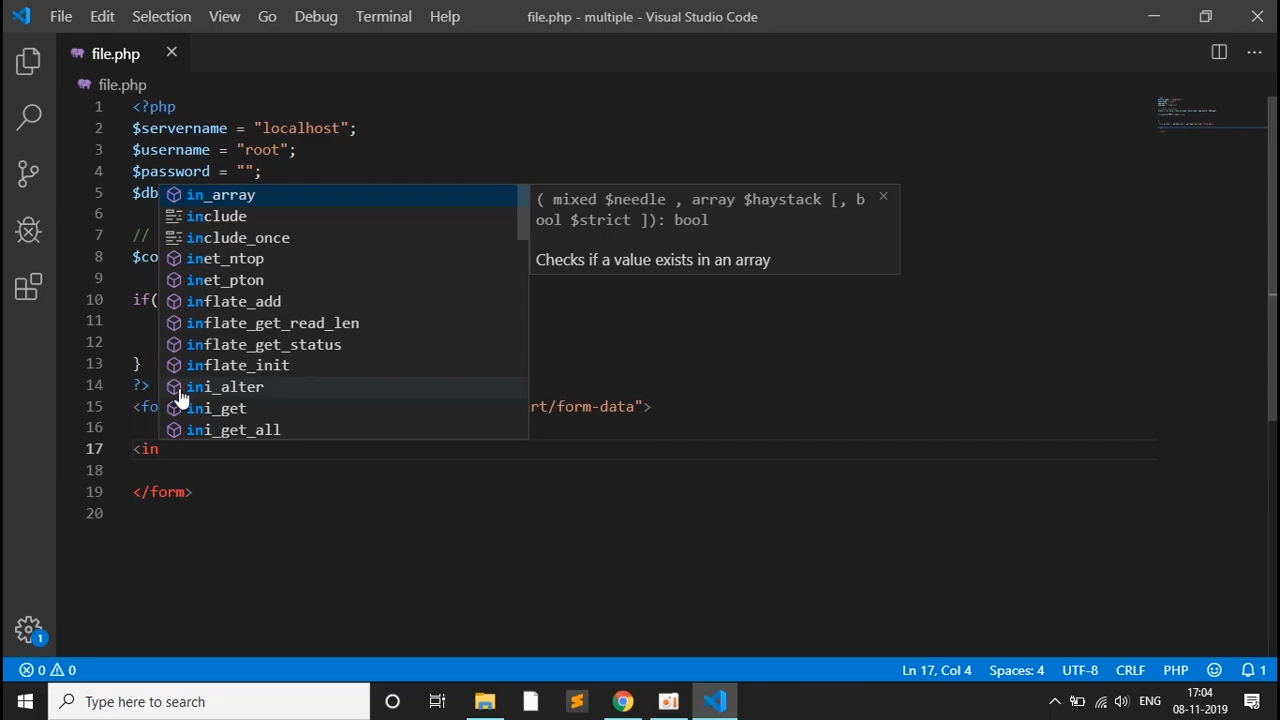 File Edit Selection View Go Debug Terminal Help file.php - multiple - Visual Studio Code
file.php
file.php
1 <?php
2 $servername = "localhost";
3 $username = "root";
4 $password = "";
5 $db
6
7 //
8 $co
9
10 if(
11
12
13 }
14 ?>
15 <fo rt/form-data">
16
17 <in
18
19 </form>
20
in_array
include
include_once
inet_ntop
inet_pton
inflate_add
inflate_get_read_len
inflate_get_status
inflate_init
ini_alter
ini_get
ini_get_all
( mixed $needle , array $haystack [, b
ool $strict ]): bool
Checks if a value exists in an array
1
0 0 Ln 17, Col 4 Spaces: 4 UTF-8 CRLF PHP 1
Type here to search ENG 17:04
08-11-2019